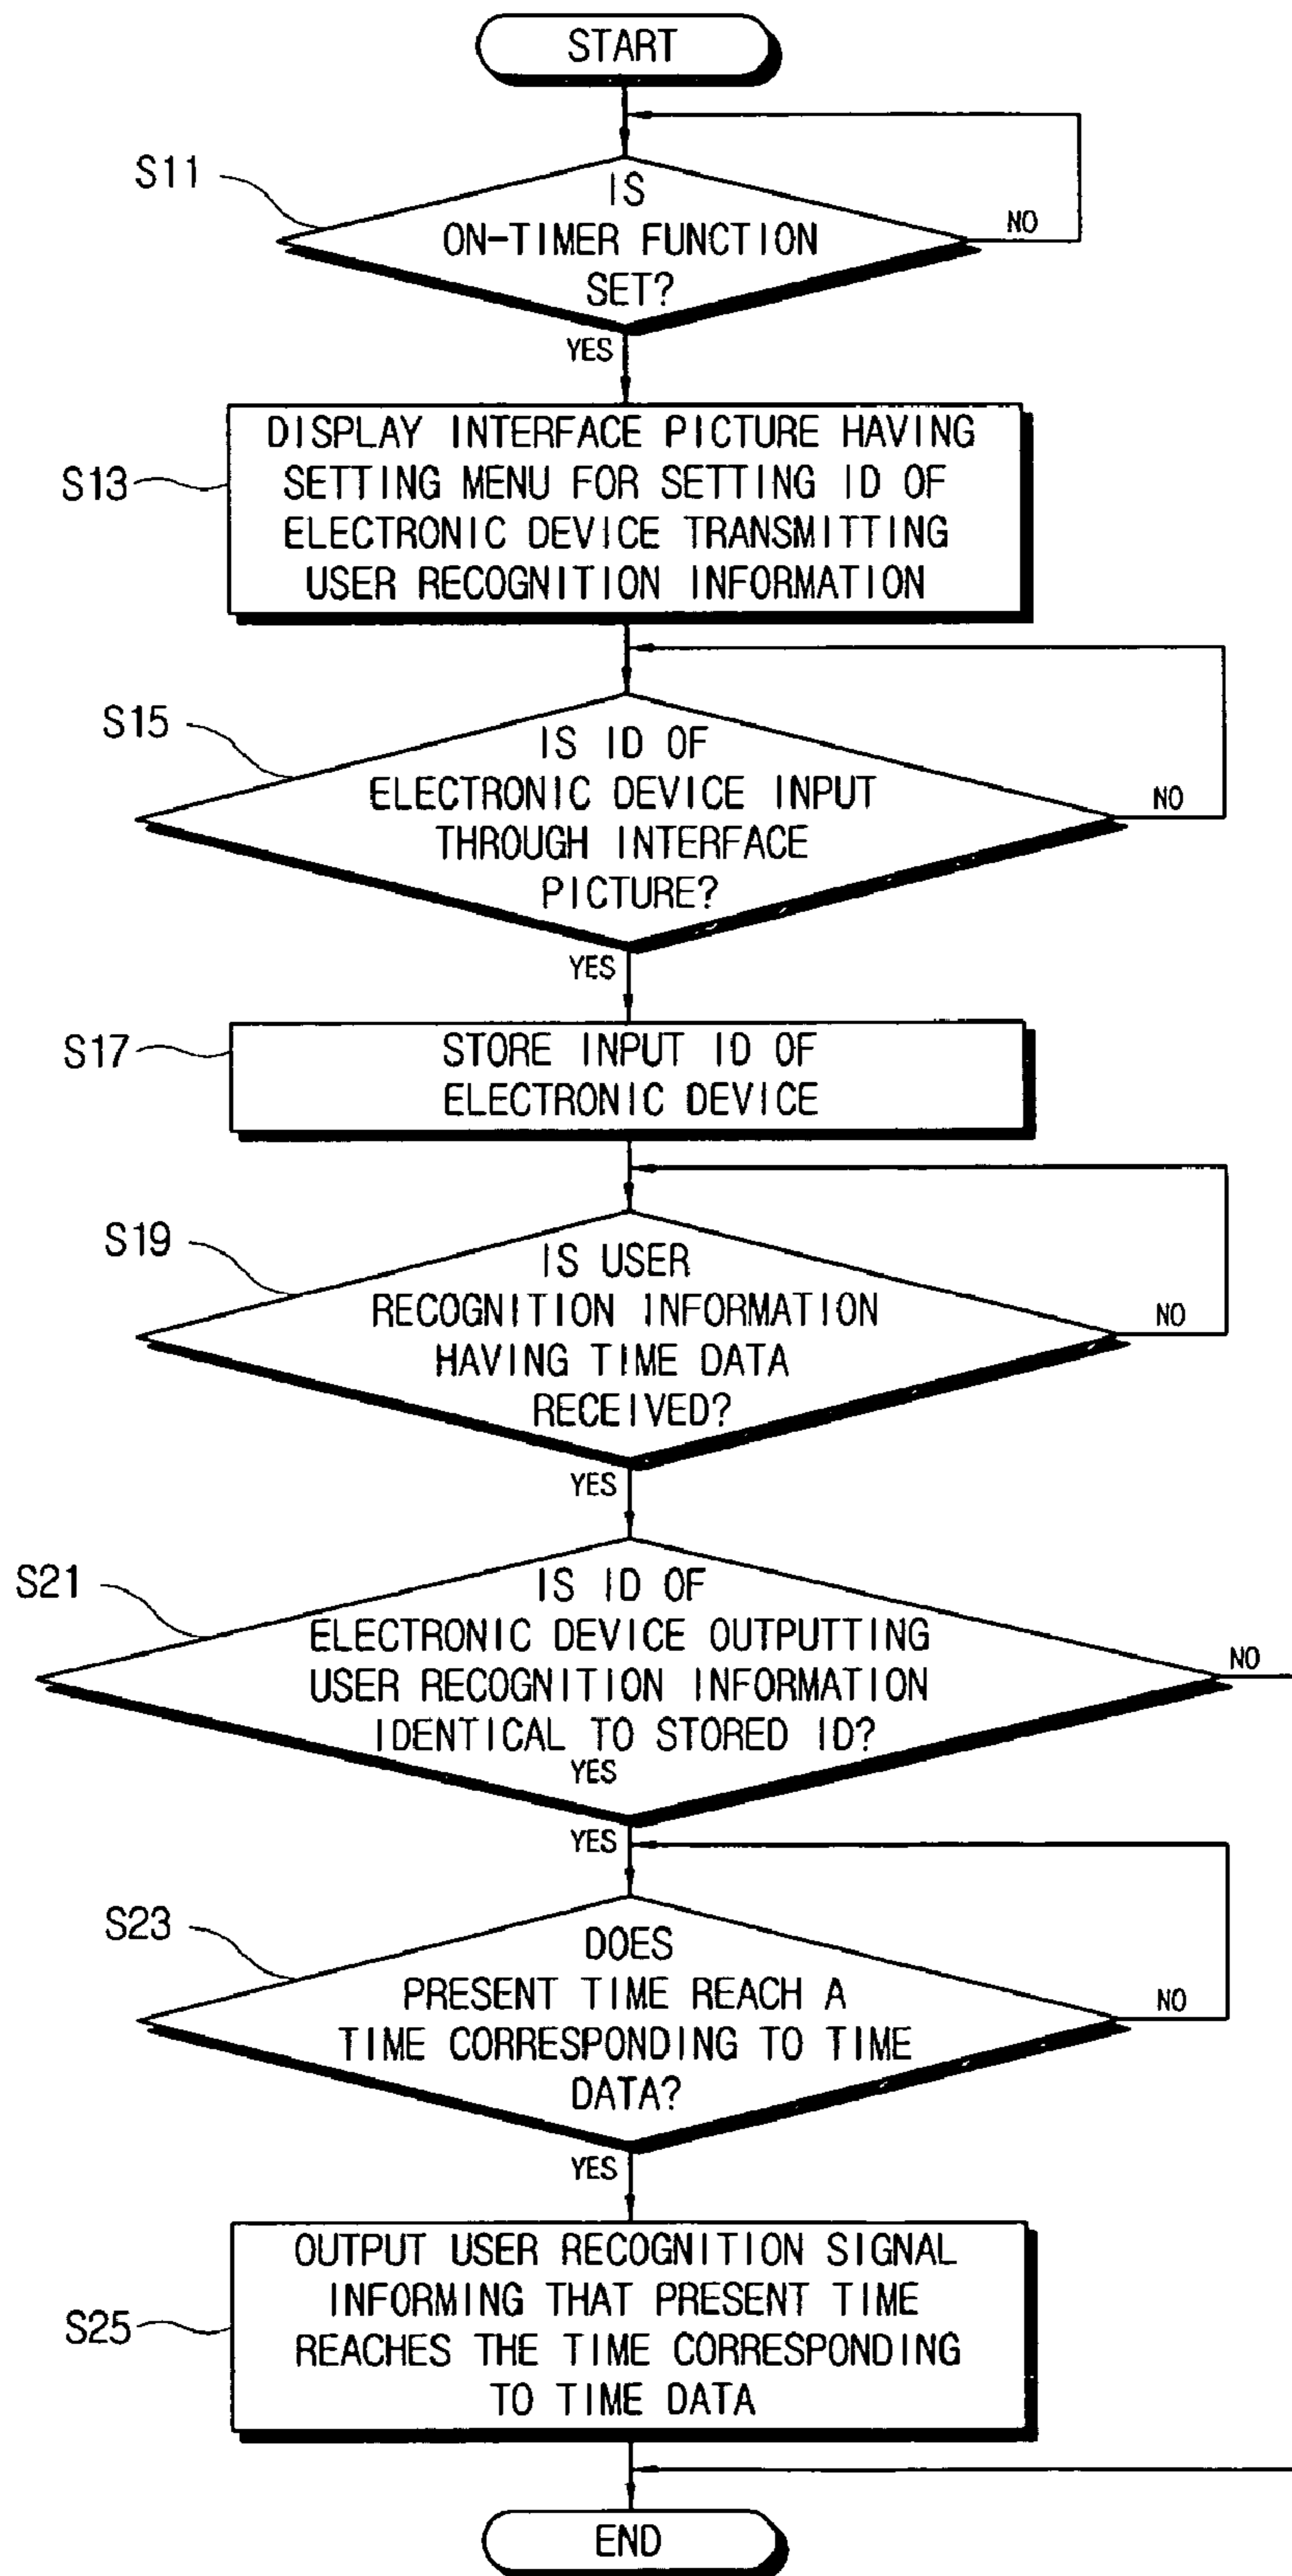 START
S11
IS
ON-TIMER FUNCTION
SET?
NO
YES
S13
DISPLAY INTERFACE PICTURE HAVING
SETTING MENU FOR SETTING ID OF
ELECTRONIC DEVICE TRANSMITTING
USER RECOGNITION INFORMATION
S15
IS ID OF
ELECTRONIC DEVICE INPUT
THROUGH INTERFACE
PICTURE?
NO
YES
S17
STORE INPUT ID OF
ELECTRONIC DEVICE
S19
IS USER
RECOGNITION INFORMATION
HAVING TIME DATA
RECEIVED?
NO
YES
S21
IS ID OF
ELECTRONIC DEVICE OUTPUTTING
USER RECOGNITION INFORMATION
IDENTICAL TO STORED ID?
YES
NO
YES
S23
DOES
PRESENT TIME REACH A
TIME CORRESPONDING TO TIME
DATA?
NO
YES
S25
OUTPUT USER RECOGNITION SIGNAL
INFORMING THAT PRESENT TIME
REACHES THE TIME CORRESPONDING
TO TIME DATA
END